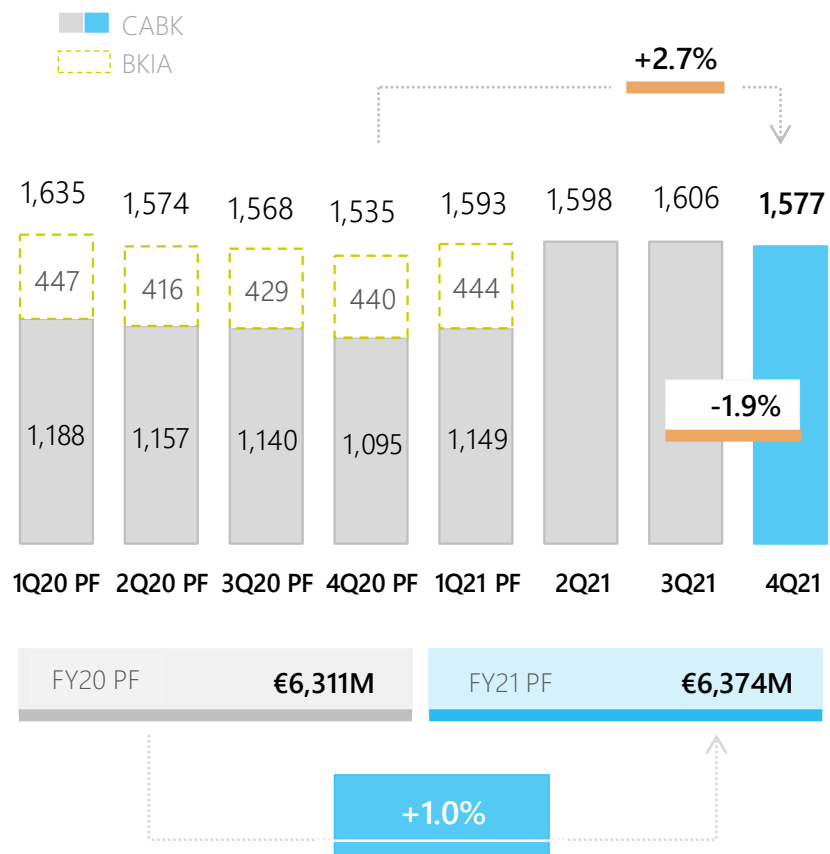 CABK
BKIA
+2.7%
1,635 1,574 1,568 1,535 1,593 1,598 1,606 1,577
447 416 429 440 444
-1.9%
1,188 1,157 1,140 1,095 1,149
1Q20 PF 2Q20 PF 3Q20 PF 4Q20 PF 1Q21 PF 2Q21 3Q21 4Q21
FY20 PF €6,311M FY21 PF €6,374M
+1.0%